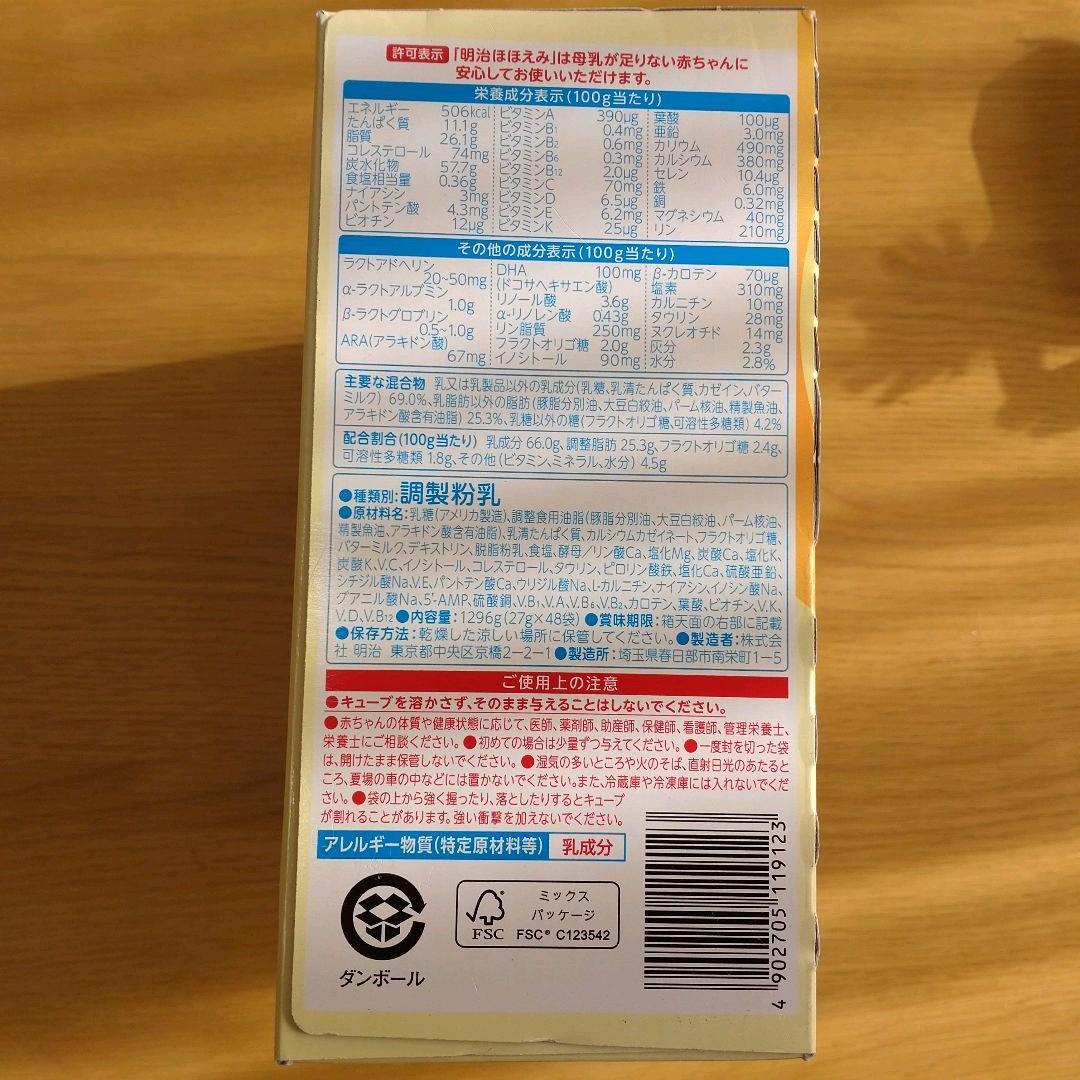 許可表示 「明治ほほえみ」は母乳が足りない赤ちゃんに
安心してお使いいただけます。
栄養成分表示(100g当たり)
エネルギー 506kcal
たんぱく質 11.1g
脂質 26.1g
コレステロール 74mg
炭水化物 57.7g
食塩相当量 0.36g
ナイアシン 3mg
パントテン酸 4.3mg
ビオチン 12μg
ビタミンA 390μg
ビタミンB1 0.4mg
ビタミンB2 0.6mg
ビタミンB6 0.3mg
ビタミンB12 2.0μg
ビタミンC 70mg
ビタミンD 6.5μg
ビタミンE 6.2mg
ビタミンK 25μg
葉酸 100μg
亜鉛 3.0mg
カリウム 490mg
カルシウム 380mg
セレン 10.4μg
鉄 6.0mg
銅 0.32mg
マグネシウム 40mg
リン 210mg
その他の成分表示(100g当たり)
ラクトアドヘリン
20~50mg
α-ラクトアルブミン
1.0g
β-ラクトグロブリン
0.5~1.0g
ARA(アラキドン酸)
67mg
DHA 100mg
(ドコサヘキサエン酸)
リノール酸 3.6g
α-リノレン酸 0.43g
リン脂質 250mg
フラクトオリゴ糖 2.0g
イノシトール 90mg
β-カロテン 70μg
塩素 310mg
カルニチン 10mg
タウリン 28mg
ヌクレオチド 14mg
灰分 2.3g
水分 2.8%
主要な混合物 乳又は乳製品以外の乳成分(乳糖、乳清たんぱく質、カゼイン、バター
ミルク) 69.0%、乳脂肪以外の脂肪(豚脂分別油、大豆白絞油、パーム核油、精製魚油、
アラキドン酸含有油脂) 25.3%、乳糖以外の糖(フラクトオリゴ糖、可溶性多糖類) 4.2%
配合割合(100g当たり) 乳成分 66.0g、調整脂肪 25.3g、フラクトオリゴ糖 2.4g、
可溶性多糖類 1.8g、その他(ビタミン、ミネラル、水分) 4.5g
●種類別:調製粉乳
●原材料名:乳糖(アメリカ製造)、調整食用油脂(豚脂分別油、大豆白絞油、パーム核油、
精製魚油、アラキドン酸含有油脂)、乳清たんぱく質、カルシウムカゼイネート、フラクトオリゴ糖、
バターミルク、デキストリン、脱脂粉乳、食塩、酵母/リン酸Ca、塩化Mg、炭酸Ca、塩化K、
炭酸K、V.C、イノシトール、コレステロール、タウリン、ピロリン酸鉄、塩化Ca、硫酸亜鉛、
シチジル酸Na、V.E、パントテン酸Ca、ウリジル酸Na、L-カルニチン、ナイアシン、イノシン酸Na、
グアニル酸Na、5'-AMP、硫酸銅、V.B1、V.A、V.B6、V.B2、カロテン、葉酸、ビオチン、V.K、
V.D、V.B12 ●内容量:1296g(27g×48袋) ●賞味期限:箱天面の右部に記載
●保存方法:乾燥した涼しい場所に保管してください。●製造者:株式会
社 明治 東京都中央区京橋2-2-1 ●製造所:埼玉県春日部市南栄町1-5
ご使用上の注意
●キューブを溶かさず、そのまま与えることはしないでください。
●赤ちゃんの体質や健康状態に応じて、医師、薬剤師、助産師、保健師、看護師、管理栄養士、
栄養士にご相談ください。●初めての場合は少量ずつ与えてください。●一度封を切った袋
は、開けたまま保管しないでください。●湿気の多いところや火のそば、直射日光のあたると
ころ、夏場の車の中などには置かないでください。また、冷蔵庫や冷凍庫には入れないでくだ
さい。●袋の上から強く握ったり、落としたりするとキューブ
が割れることがあります。強い衝撃を加えないでください。
アレルギー物質(特定原材料等) 乳成分
ダンボール
FSC
ミックス
パッケージ
FSC® C123542
4 902705 119123